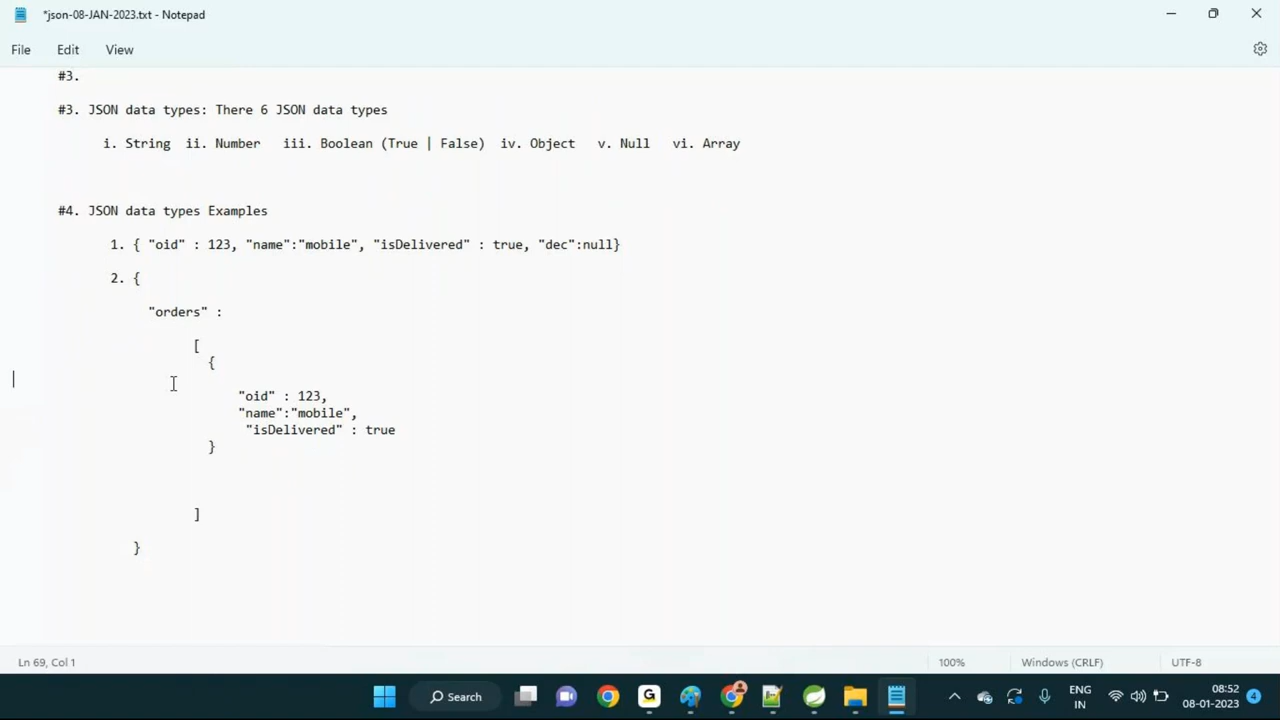 *json-08-JAN-2023.txt - Notepad
File Edit View
#3.
#3. JSON data types: There 6 JSON data types
i. String ii. Number iii. Boolean (True | False) iv. Object v. Null vi. Array
#4. JSON data types Examples
1. { "oid" : 123, "name":"mobile", "isDelivered" : true, "dec":null}
2. {
"orders" :
[
{
"oid" : 123,
"name":"mobile",
"isDelivered" : true
}
]
}
Ln 69, Col 1 100% Windows (CRLF) UTF-8
Search
G
ENG
IN
08:52
08-01-2023
4